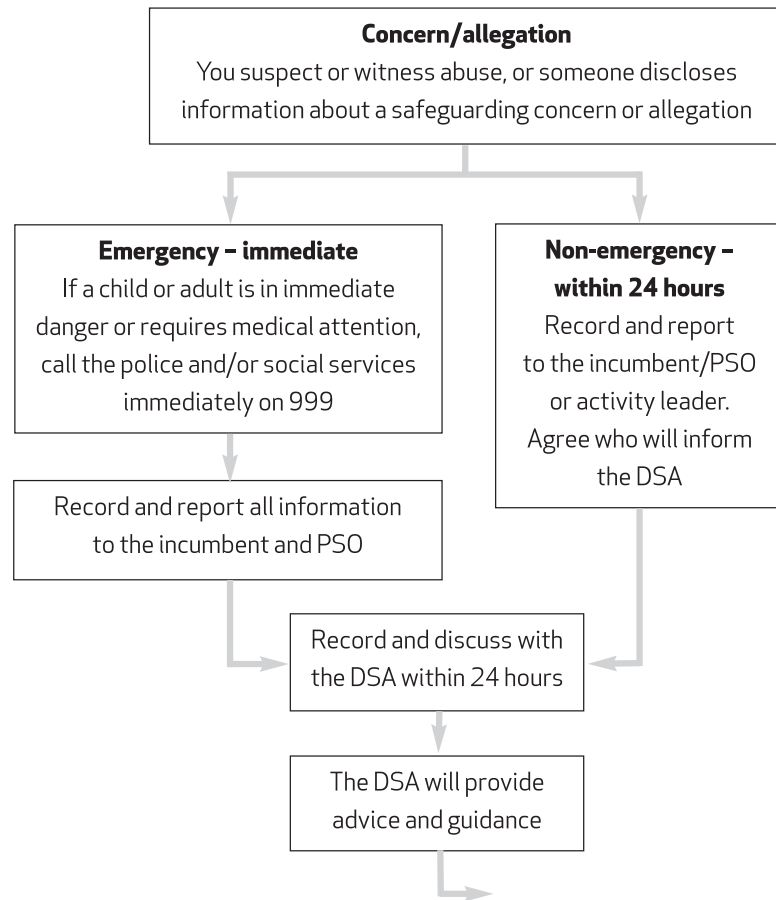 Concern/allegation
You suspect or witness abuse, or someone discloses
information about a safeguarding concern or allegation
Emergency – immediate
If a child or adult is in immediate
danger or requires medical attention,
call the police and/or social services
immediately on 999
Non-emergency –
within 24 hours
Record and report
to the incumbent/PSO
or activity leader.
Agree who will inform
the DSA
Record and report all information
to the incumbent and PSO
Record and discuss with
the DSA within 24 hours
The DSA will provide
advice and guidance